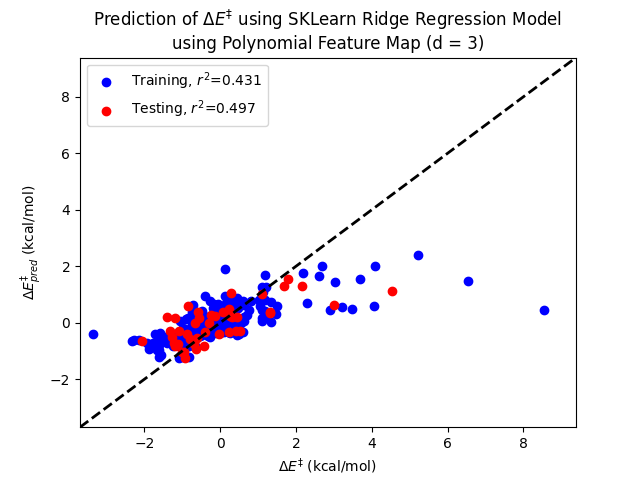 Prediction of ΔE‡ using SKLearn Ridge Regression Model
using Polynomial Feature Map (d = 3)
Training, r²=0.431
Testing, r²=0.497
8
6
4
2
0
−2
ΔE‡pred (kcal/mol)
−2 0 2 4 6 8
ΔE‡ (kcal/mol)